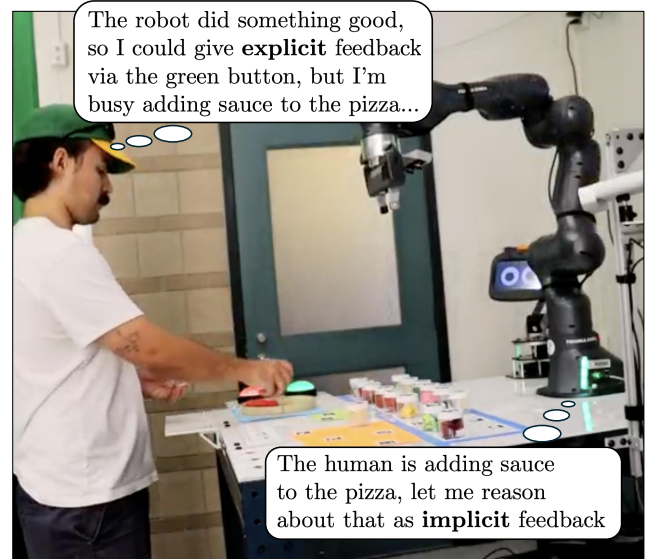 The robot did something good,
so I could give explicit feedback
via the green button, but I'm
busy adding sauce to the pizza...
The human is adding sauce
to the pizza, let me reason
about that as implicit feedback